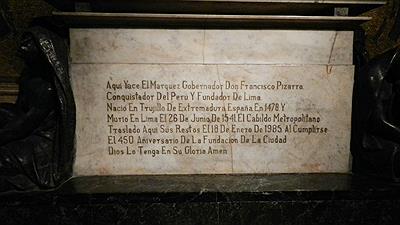 Aqui Yace El Marquez Gobernador Don Francisco Pizarro
Conquistador Del Peru Y Fundador De Lima
Nacio En Trujillo De Extremadura España En 1478 Y
Murio En Lima El 26 De Junio De 1541 El Cabildo Metropolitano
Traslado Aqui Sus Restos El 18 De Enero De 1985 Al Cumplirse
El 450 Aniversario De La Fundacion De La Ciudad
Dios Lo Tenga En Su Gloria Amen